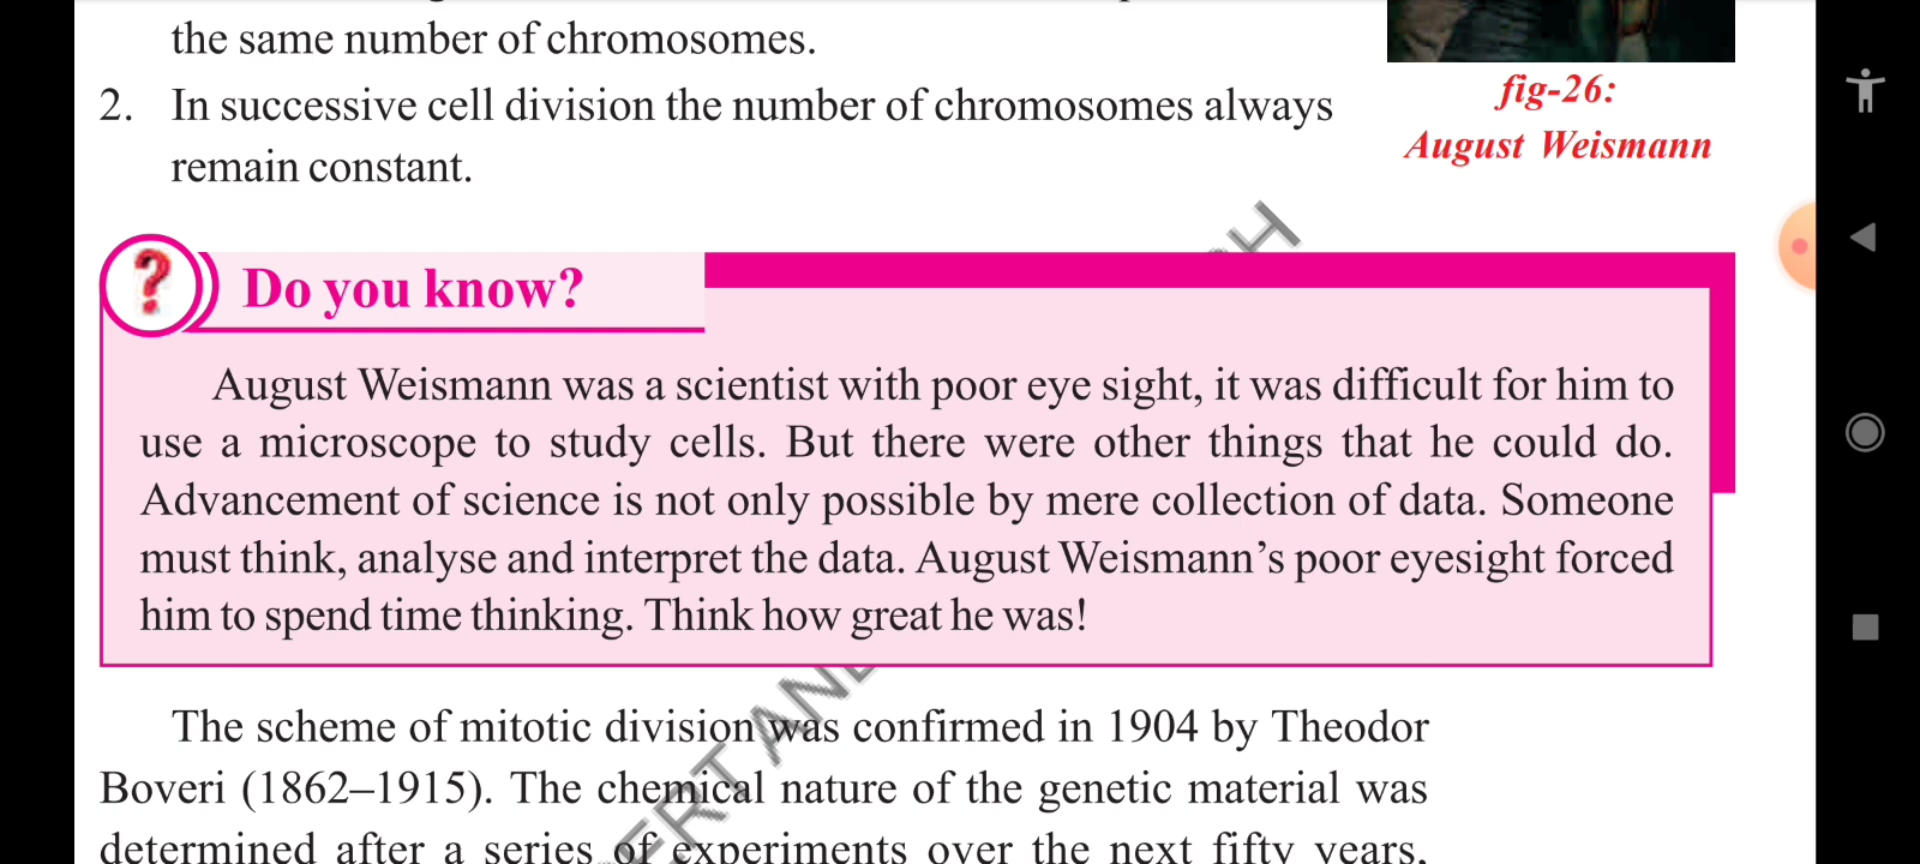 the same number of chromosomes.
2. In successive cell division the number of chromosomes always
remain constant.
fig-26:
August Weismann
? Do you know?
August Weismann was a scientist with poor eye sight, it was difficult for him to
use a microscope to study cells. But there were other things that he could do.
Advancement of science is not only possible by mere collection of data. Someone
must think, analyse and interpret the data. August Weismann's poor eyesight forced
him to spend time thinking. Think how great he was!
The scheme of mitotic division was confirmed in 1904 by Theodor
Boveri (1862–1915). The chemical nature of the genetic material was
determined after a series of experiments over the next fifty years,